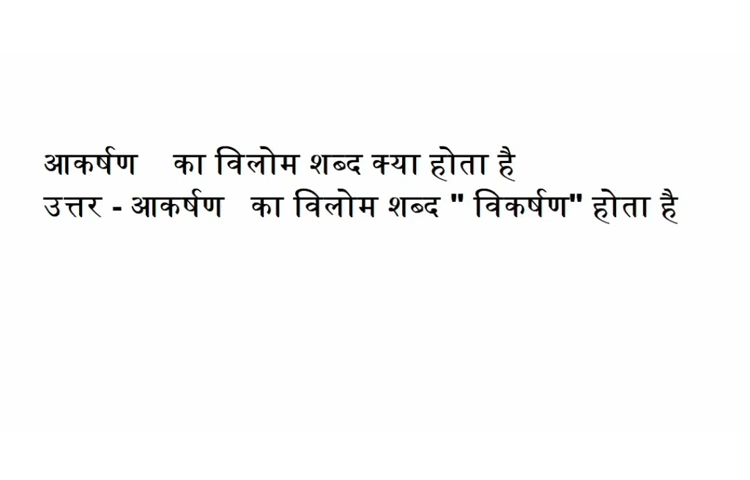 आकर्षण का विलोम शब्द क्या होता है
उत्तर - आकर्षण का विलोम शब्द " विकर्षण" होता है